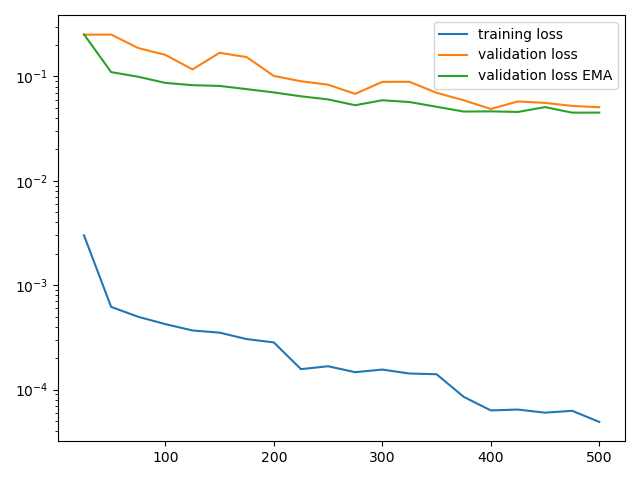 training loss
validation loss
validation loss EMA
10⁻¹
10⁻²
10⁻³
10⁻⁴
100 200 300 400 500